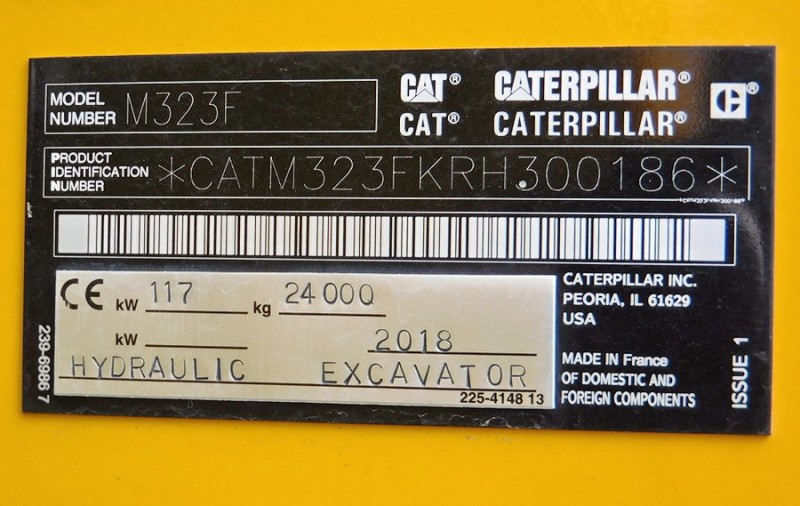 MODEL NUMBER M323F
CAT® CATERPILLAR®
CAT® CATERPILLAR®
PRODUCT IDENTIFICATION NUMBER *CATM323FKRH300186*
*CATM323FKRH300186*
CE kW 117 kg 24000
kW 2018
HYDRAULIC EXCAVATOR
225-4148 13
239-6986 7
CATERPILLAR INC.
PEORIA, IL 61629
USA
MADE IN France
OF DOMESTIC AND
FOREIGN COMPONENTS
ISSUE 1